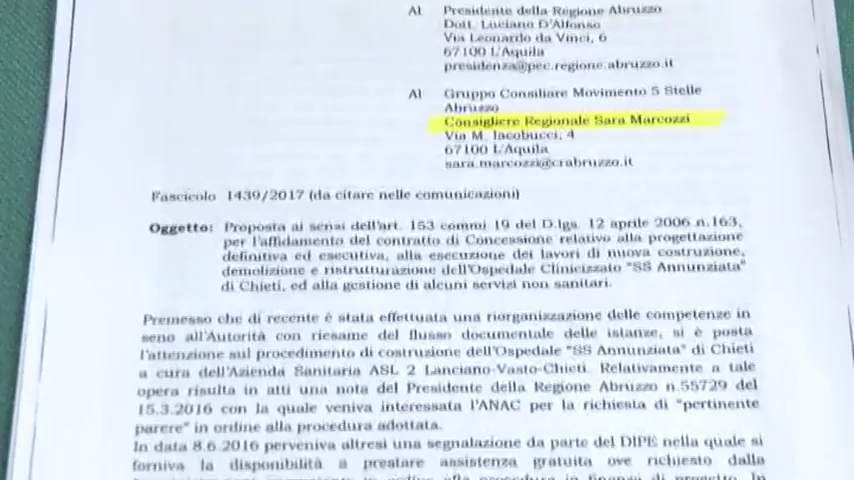 Al Presidente della Regione Abruzzo
Dott. Luciano D'Alfonso
Via Leonardo da Vinci, 6
67100 L'Aquila
presidenza@pec.regione.abruzzo.it
Al Gruppo Consiliare Movimento 5 Stelle
Abruzzo
Consigliere Regionale Sara Marcozzi
Via M. Iacobucci, 4
67100 L'Aquila
sara.marcozzi@crabruzzo.it
Fascicolo 1439/2017 (da citare nelle comunicazioni)
Oggetto: Proposta ai sensi dell'art. 153 commi 19 del D.lgs. 12 aprile 2006 n.163,
per l'affidamento del contratto di Concessione relativo alla progettazione
definitiva ed esecutiva, alla esecuzione dei lavori di nuova costruzione,
demolizione e ristrutturazione dell'Ospedale Clinicizzato "SS Annunziata"
di Chieti, ed alla gestione di alcuni servizi non sanitari.
Premesso che di recente è stata effettuata una riorganizzazione delle competenze in
seno all'Autorità con riesame del flusso documentale delle istanze, si è posta
l'attenzione sul procedimento di costruzione dell'Ospedale "SS Annunziata" di Chieti
a cura dell'Azienda Sanitaria ASL 2 Lanciano-Vasto-Chieti. Relativamente a tale
opera risulta in atti una nota del Presidente della Regione Abruzzo n.55729 del
15.3.2016 con la quale veniva interessata l'ANAC per la richiesta di "pertinente
parere" in ordine alla procedura adottata.
In data 8.6.2016 perveniva altresì una segnalazione da parte del DIPE nella quale si
forniva la disponibilità a prestare assistenza gratuita ove richiesto dalla